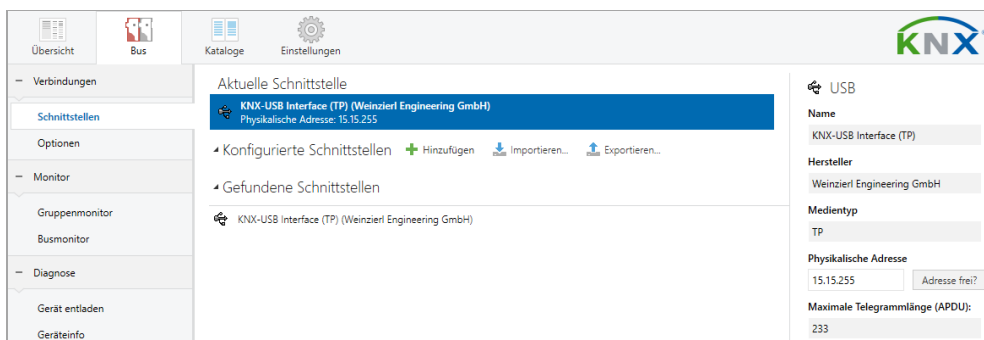 Übersicht
Bus
Kataloge
Einstellungen
KNX
Verbindungen
Schnittstellen
Optionen
Monitor
Gruppenmonitor
Busmonitor
Diagnose
Gerät entladen
Geräteinfo
Aktuelle Schnittstelle
KNX-USB Interface (TP) (Weinzierl Engineering GmbH)
Physikalische Adresse: 15.15.255
Konfigurierte Schnittstellen Hinzufügen Importieren... Exportieren...
Gefundene Schnittstellen
KNX-USB Interface (TP) (Weinzierl Engineering GmbH)
USB
Name
KNX-USB Interface (TP)
Hersteller
Weinzierl Engineering GmbH
Medientyp
TP
Physikalische Adresse
15.15.255 Adresse frei?
Maximale Telegrammlänge (APDU):
233